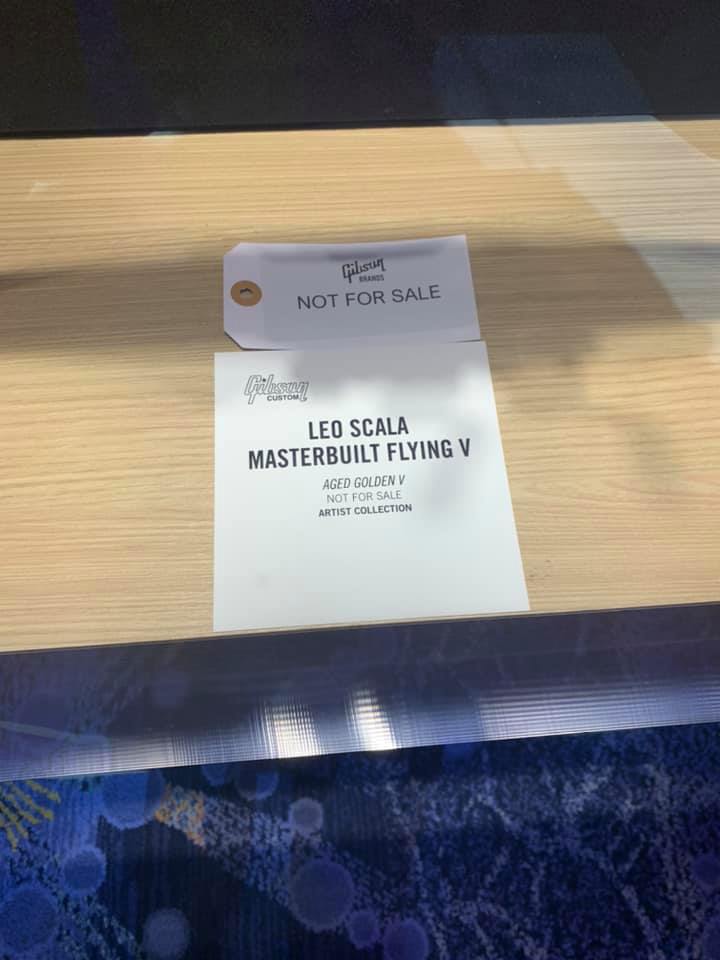 Gibson
BRANDS
NOT FOR SALE
Gibson
CUSTOM
LEO SCALA
MASTERBUILT FLYING V
AGED GOLDEN V
NOT FOR SALE
ARTIST COLLECTION